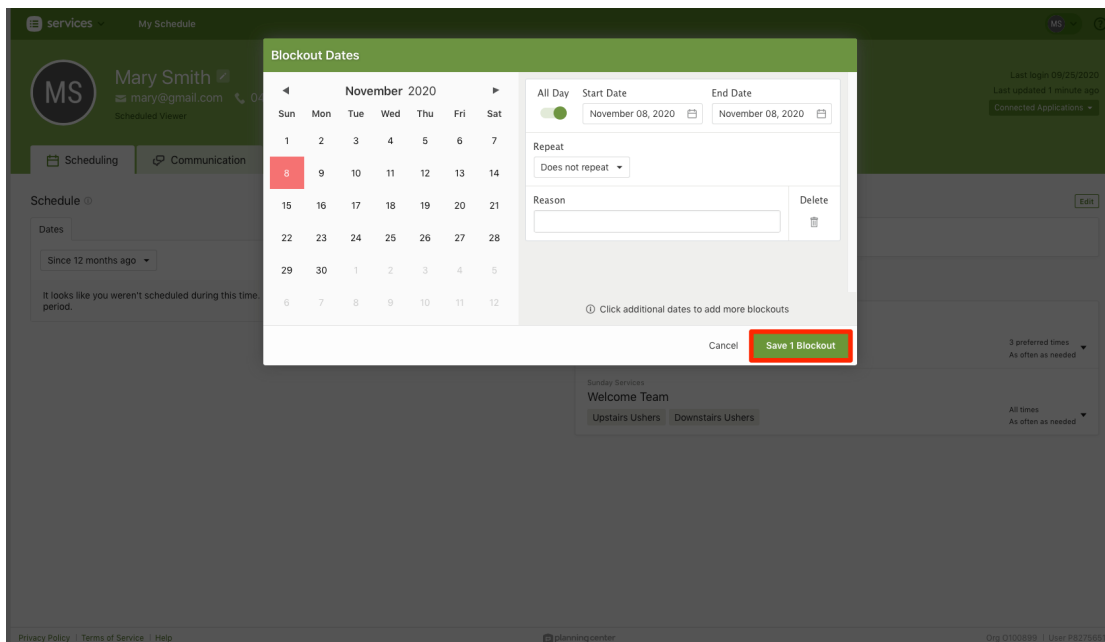 services My Schedule MS
MS
Mary Smith
mary@gmail.com 04
Scheduled Viewer
Last login 09/25/2020
Last updated 1 minute ago
Connected Applications
Scheduling Communication
Schedule
Edit
Dates
Since 12 months ago
It looks like you weren't scheduled during this time.
period.
Blockout Dates
November 2020
Sun Mon Tue Wed Thu Fri Sat
1 2 3 4 5 6 7
8 9 10 11 12 13 14
15 16 17 18 19 20 21
22 23 24 25 26 27 28
29 30 1 2 3 4 5
6 7 8 9 10 11 12
All Day Start Date End Date
November 08, 2020 November 08, 2020
Repeat
Does not repeat
Reason Delete
Click additional dates to add more blockouts
Cancel Save 1 Blockout
3 preferred times
As often as needed
Sunday Services
Welcome Team
Upstairs Ushers Downstairs Ushers
All times
As often as needed
Privacy Policy | Terms of Service | Help planning center